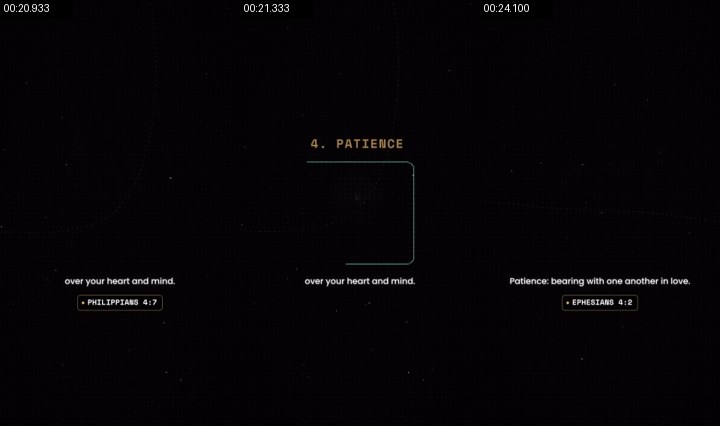 00:20.933
00:21.333
00:24.100
4. PATIENCE
over your heart and mind.
PHILIPPIANS 4:7
over your heart and mind.
Patience: bearing with one another in love.
EPHESIANS 4:2